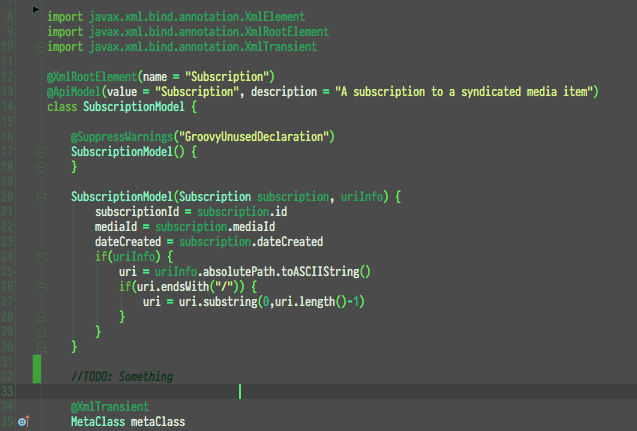 7
8 import javax.xml.bind.annotation.XmlElement
9 import javax.xml.bind.annotation.XmlRootElement
10 import javax.xml.bind.annotation.XmlTransient
11
12 @XmlRootElement(name = "Subscription")
13 @ApiModel(value = "Subscription", description = "A subscription to a syndicated media item")
14 class SubscriptionModel {
15
16 @SuppressWarnings("GroovyUnusedDeclaration")
17 SubscriptionModel() {
18 }
19
20 SubscriptionModel(Subscription subscription, uriInfo) {
21 subscriptionId = subscription.id
22 mediaId = subscription.mediaId
23 dateCreated = subscription.dateCreated
24 if(uriInfo) {
25 uri = uriInfo.absolutePath.toASCIIString()
26 if(uri.endsWith("/")) {
27 uri = uri.substring(0,uri.length()-1)
28 }
29 }
30 }
31
32 //TODO: Something
33
34 @XmlTransient
35 MetaClass metaClass